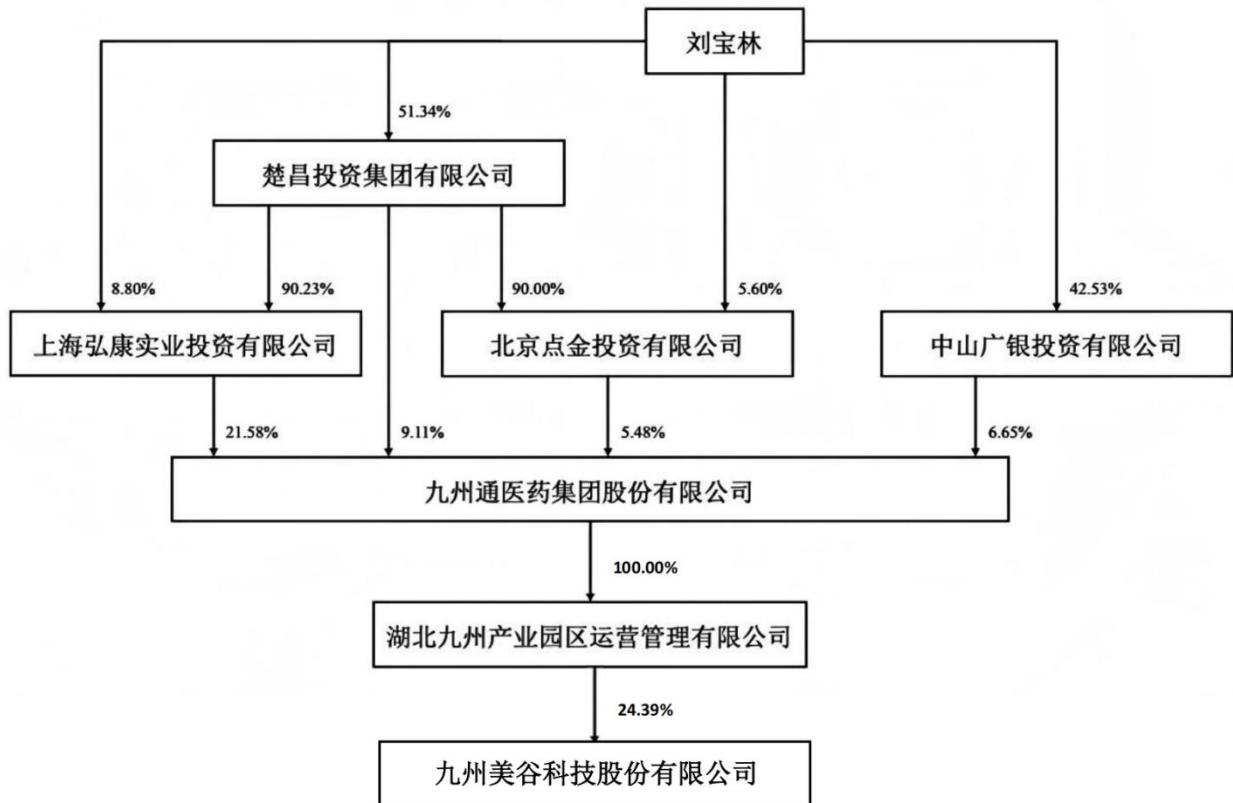 刘宝林
51.34%
楚昌投资集团有限公司
8.80%
90.23%
90.00%
5.60%
42.53%
上海弘康实业投资有限公司
北京点金投资有限公司
中山广银投资有限公司
21.58%
9.11%
5.48%
6.65%
九州通医药集团股份有限公司
100.00%
湖北九州产业园区运营管理有限公司
24.39%
九州美谷科技股份有限公司